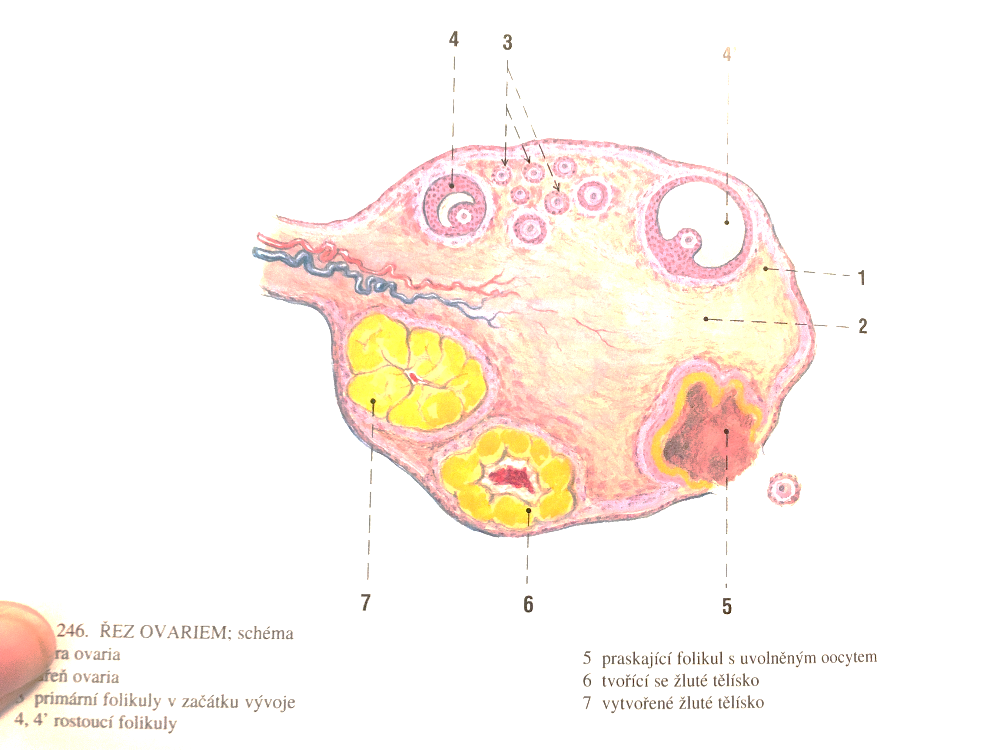 4 3 4'
1
2
7 6 5
246. ŘEZ OVARIEM; schéma
ra ovaria
řeň ovaria
3 primární folikuly v začátku vývoje
4, 4’ rostoucí folikuly
5 praskající folikul s uvolněným oocytem
6 tvořící se žluté tělísko
7 vytvořené žluté tělísko